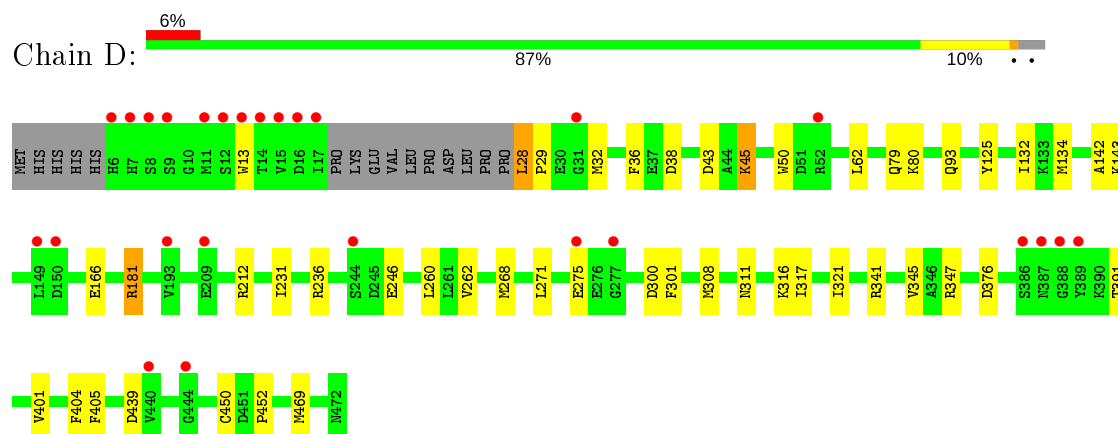 6%
Chain D:
87% 10% • •
MET HIS HIS HIS HIS H6 H7 S8 S9 G10 M11 S12 W13 T14 V15 D16 I17 PRO LYS GLU VAL LEU PRO ASP LEU PRO PRO L28 P29 E30 G31 M32 F36 E37 D38 D43 A44 K45 W50 D51 R52 L62 Q79 K80 Q93 Y125 I132 K133 M134 A142 K143
L149 D150 E166 R181 V193 E209 R212 I231 R236 S244 D245 E246 L260 L261 V262 M268 L271 E275 E276 G277 D300 F301 M308 N311 K316 I317 I321 R341 V345 A346 R347 D376 S386 N387 G388 Y389 K390 T391
V401 F404 F405 D439 V440 G444 C450 D451 P452 M469 N472